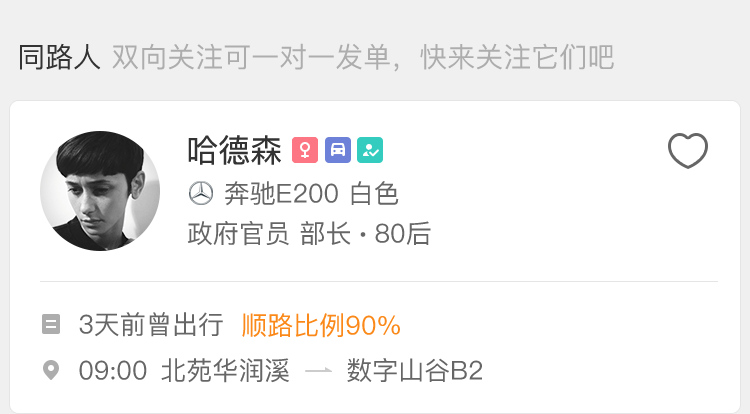 同路人 双向关注可一对一发单，快来关注它们吧
哈德森
奔驰E200 白色
政府官员 部长·80后
3天前曾出行 顺路比例90%
09:00 北苑华润溪 → 数字山谷B2